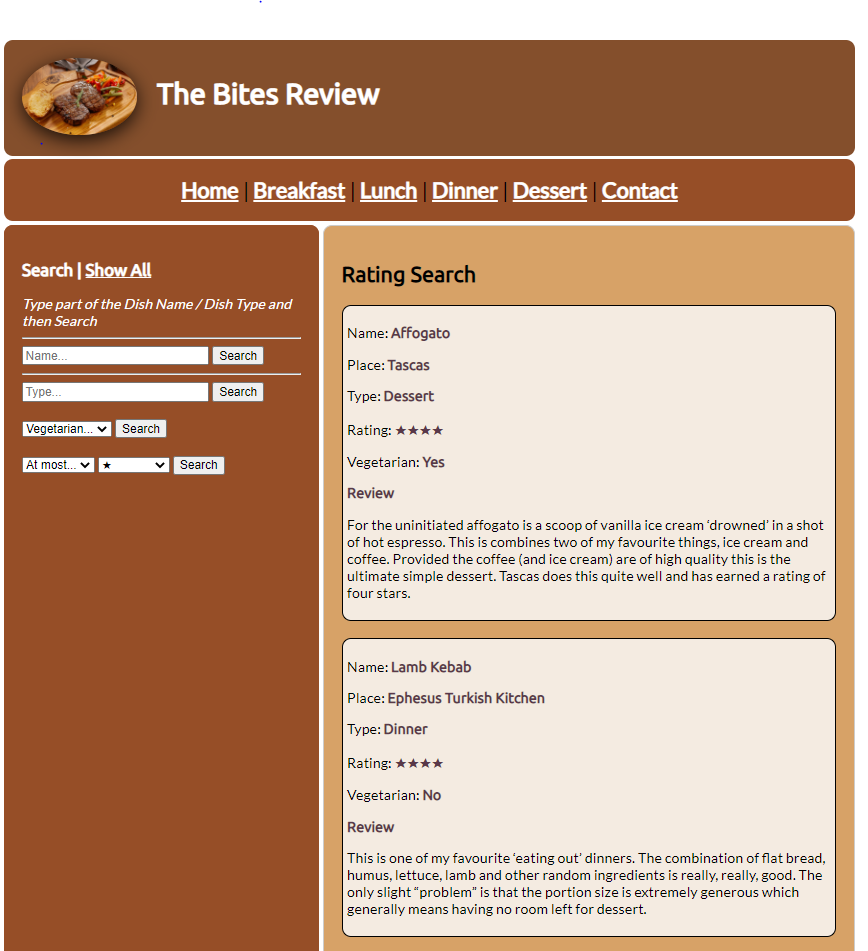 The Bites Review
Home | Breakfast | Lunch | Dinner | Dessert | Contact
Search | Show All
Type part of the Dish Name / Dish Type and
then Search
Name... Search
Type... Search
Vegetarian... Search
At most... ★ Search
Rating Search
Name: Affogato
Place: Tascas
Type: Dessert
Rating: ★★★★
Vegetarian: Yes
Review
For the uninitiated affogato is a scoop of vanilla ice cream ‘drowned’ in a shot
of hot espresso. This is combines two of my favourite things, ice cream and
coffee. Provided the coffee (and ice cream) are of high quality this is the
ultimate simple dessert. Tascas does this quite well and has earned a rating of
four stars.
Name: Lamb Kebab
Place: Ephesus Turkish Kitchen
Type: Dinner
Rating: ★★★★
Vegetarian: No
Review
This is one of my favourite ‘eating out’ dinners. The combination of flat bread,
humus, lettuce, lamb and other random ingredients is really, really, good. The
only slight “problem” is that the portion size is extremely generous which
generally means having no room left for dessert.